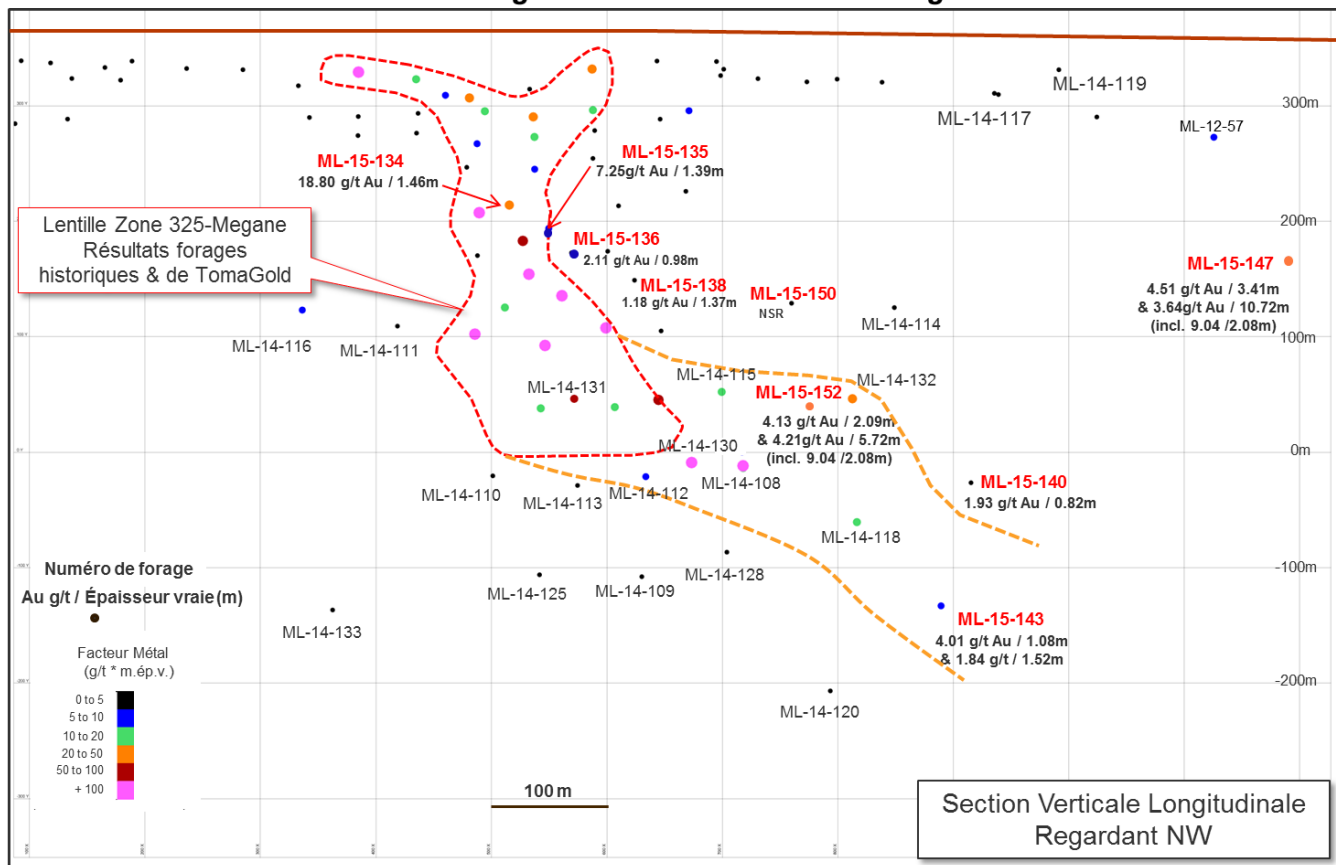 ML-14-119
ML-14-117
300m
ML-12-57
ML-15-134
18.80 g/t Au / 1.46m
ML-15-135
7.25g/t Au / 1.39m
Lentille Zone 325-Megane
Résultats forages
historiques & de TomaGold
200m
ML-15-136
2.11 g/t Au / 0.98m
ML-15-138
1.18 g/t Au / 1.37m
ML-15-150
NSR
ML-15-147
4.51 g/t Au / 3.41m
& 3.64g/t Au / 10.72m
(incl. 9.04 /2.08m)
ML-14-116
ML-14-111
ML-14-114
100m
ML-14-115
ML-14-132
ML-14-131
ML-15-152
4.13 g/t Au / 2.09m
& 4.21g/t Au / 5.72m
(incl. 9.04 /2.08m)
ML-14-130
0m
ML-14-110
ML-14-113
ML-14-112
ML-14-108
ML-15-140
1.93 g/t Au / 0.82m
ML-14-118
ML-14-128
-100m
ML-14-125
ML-14-109
ML-14-133
Numéro de forage
Au g/t / Épaisseur vraie (m)
Facteur Métal
(g/t * m.ép.v.)
0 to 5
5 to 10
10 to 20
20 to 50
50 to 100
+ 100
ML-15-143
4.01 g/t Au / 1.08m
& 1.84 g/t / 1.52m
-200m
ML-14-120
100 m
Section Verticale Longitudinale
Regardant NW